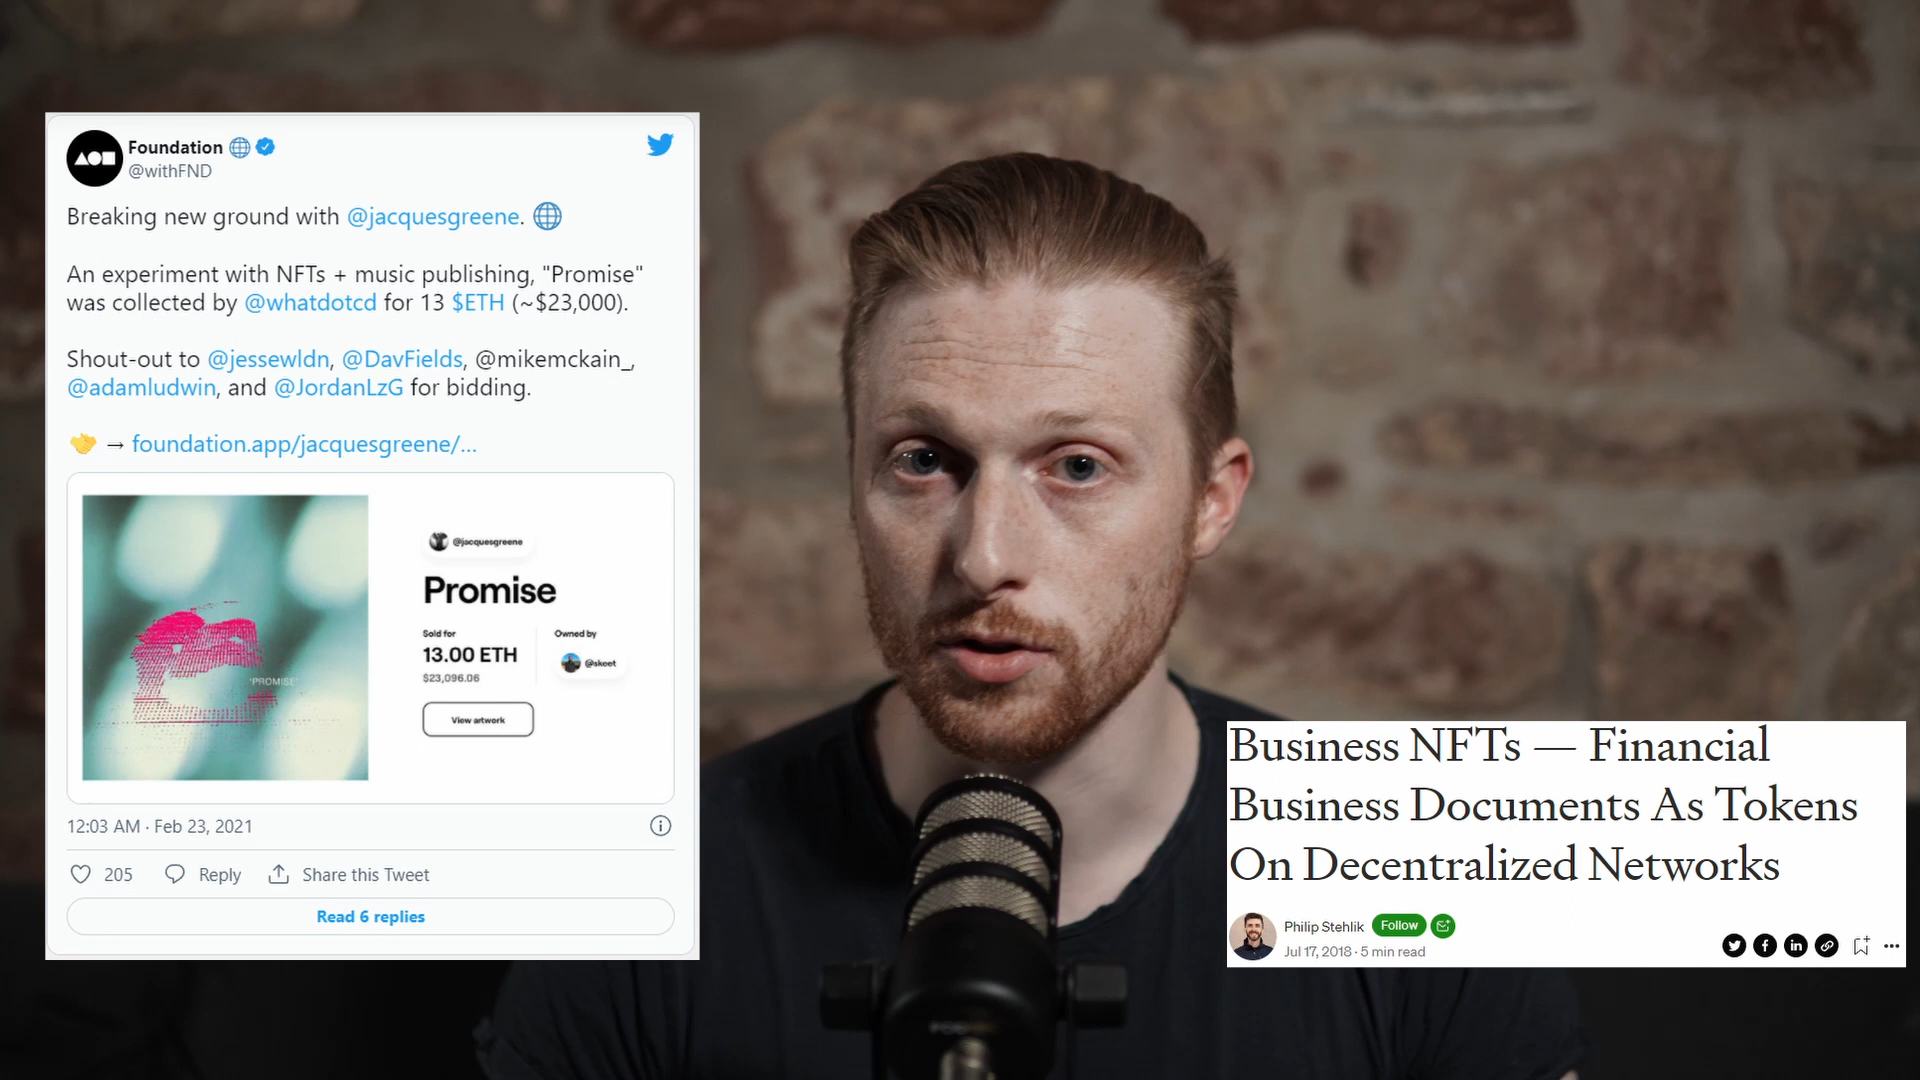 Foundation
@withFND
Breaking new ground with @jacquesgreene.
An experiment with NFTs + music publishing, "Promise"
was collected by @whatdotcd for 13 $ETH (~$23,000).
Shout-out to @jessewldn, @DavFields, @mikemckain_,
@adamludwin, and @JordanLzG for bidding.
→ foundation.app/jacquesgreene/...
@jacquesgreene
Promise
Sold for
Owned by
13.00 ETH
@skeet
$23,096.06
"PROMISE"
View artwork
12:03 AM · Feb 23, 2021
205
Reply
Share this Tweet
Read 6 replies
Business NFTs — Financial
Business Documents As Tokens
On Decentralized Networks
Philip Stehlik
Follow
Jul 17, 2018 · 5 min read